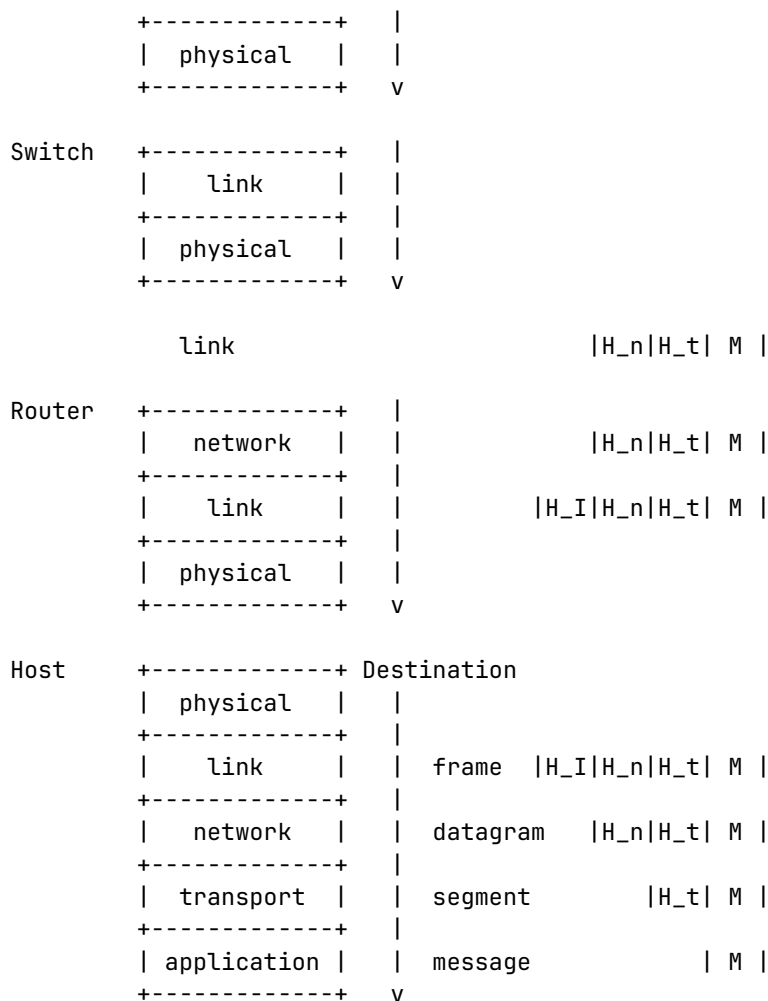 physical
Switch
link
physical
link |H_n|H_t| M |
Router
network |H_n|H_t| M |
link |H_I|H_n|H_t| M |
physical
Host Destination
physical
link frame |H_I|H_n|H_t| M |
network datagram |H_n|H_t| M |
transport segment |H_t| M |
application message | M |
v